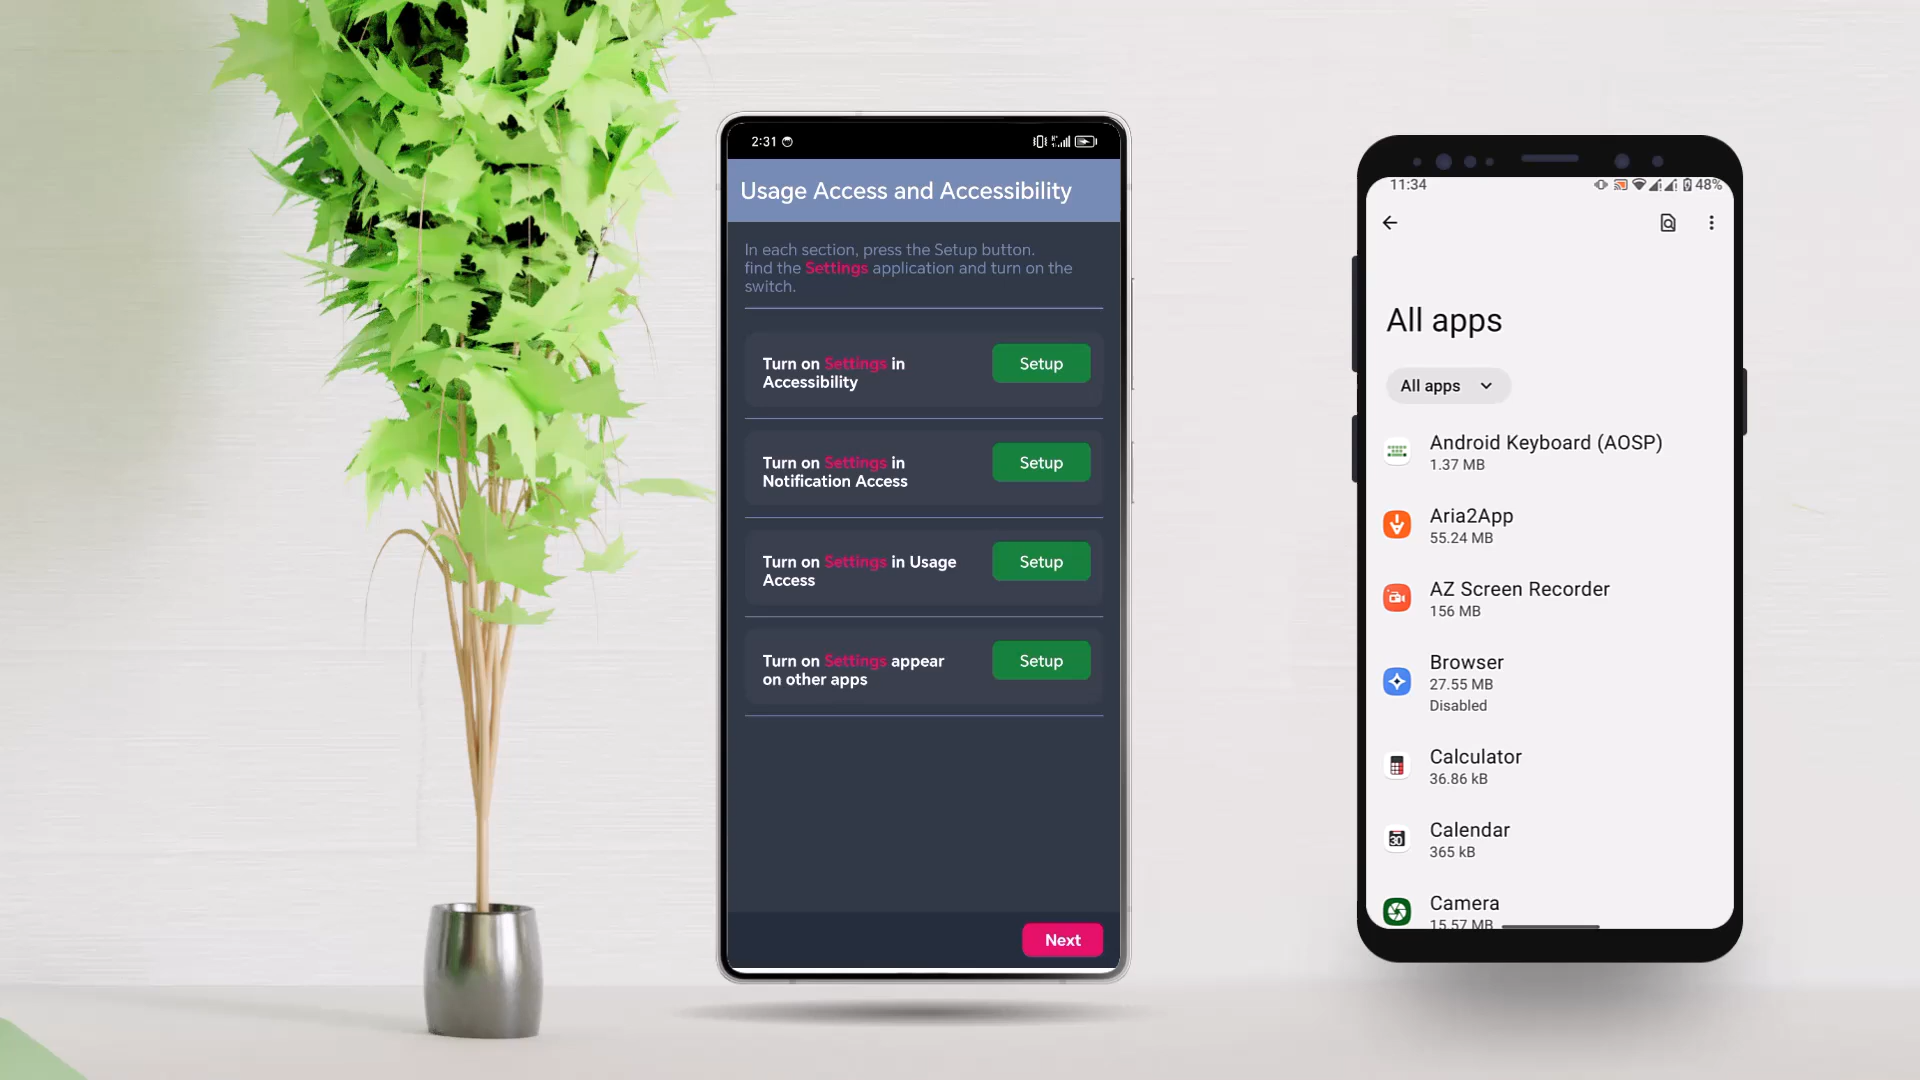 2:31
Usage Access and Accessibility
In each section, press the Setup button.
find the Settings application and turn on the
switch.
Turn on Settings in
Accessibility
Setup
Turn on Settings in
Notification Access
Setup
Turn on Settings in Usage
Access
Setup
Turn on Settings appear
on other apps
Setup
Next
11:34
48%
All apps
All apps
Android Keyboard (AOSP)
1.37 MB
Aria2App
55.24 MB
AZ Screen Recorder
156 MB
Browser
27.55 MB
Disabled
Calculator
36.86 kB
30
Calendar
365 kB
Camera
15.57 MB